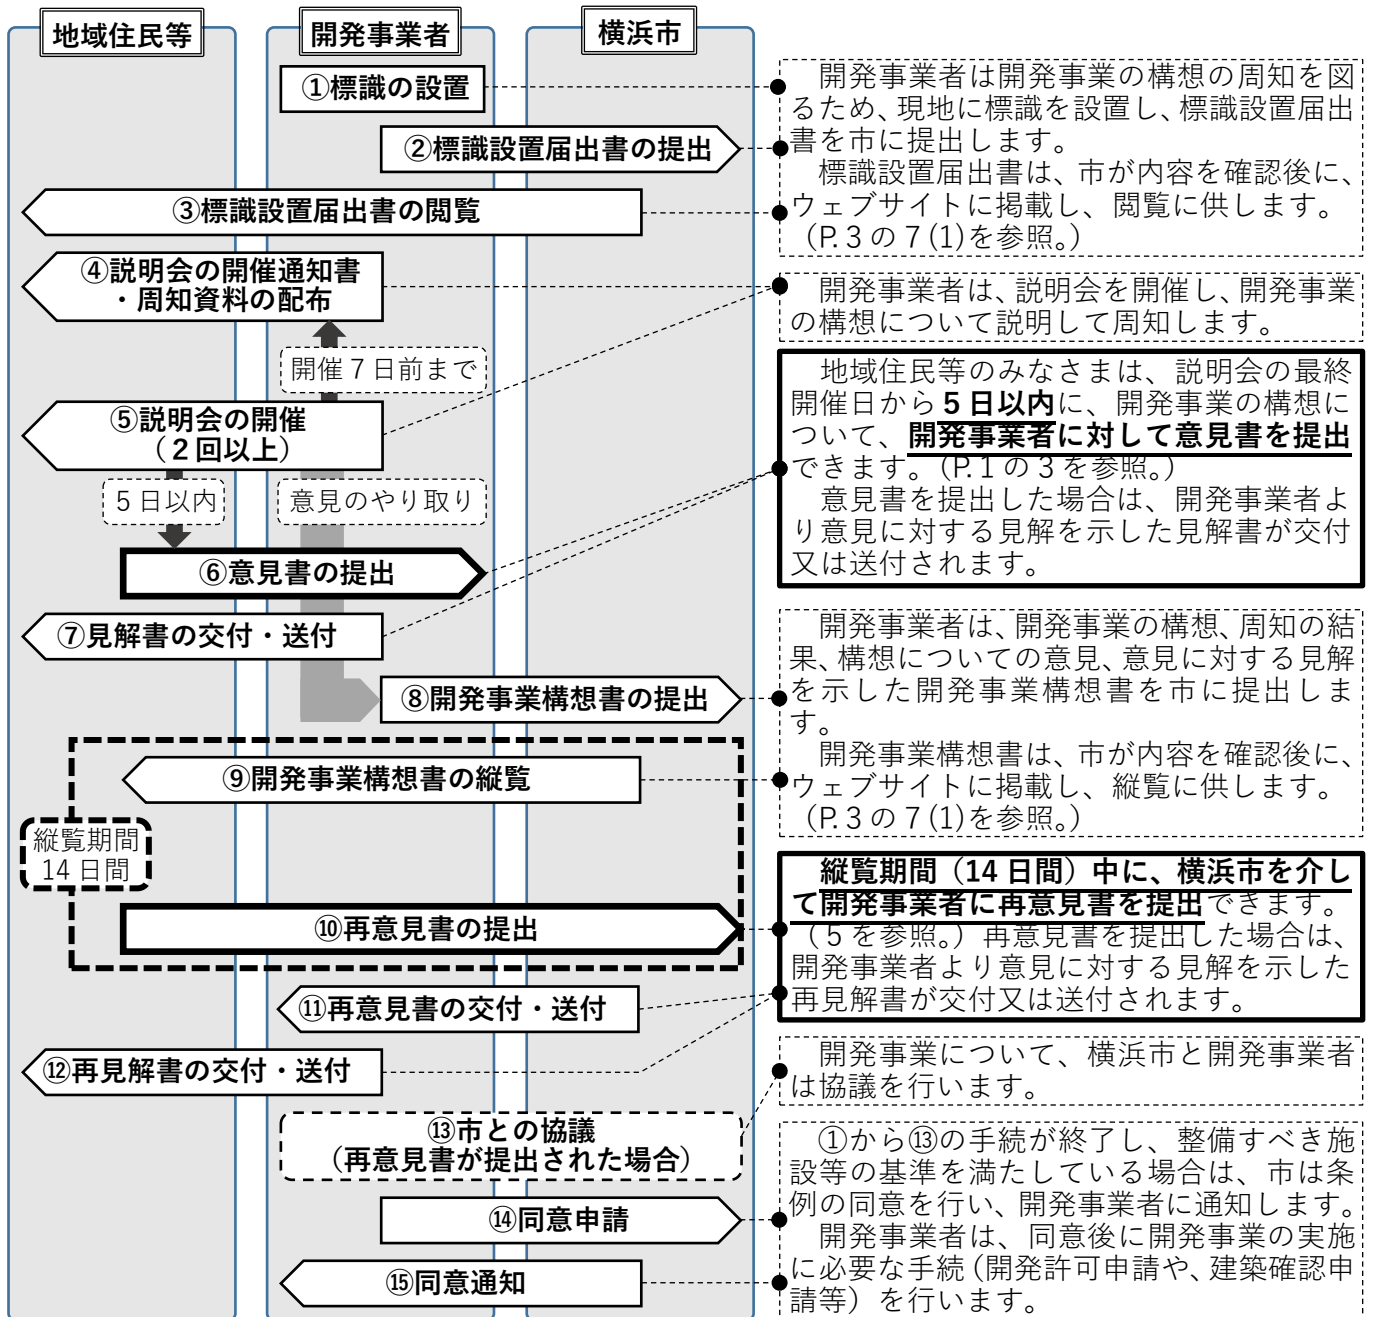 地域住民等
開発事業者
横浜市
①標識の設置
②標識設置届出書の提出
③標識設置届出書の閲覧
④説明会の開催通知書
・周知資料の配布
開催7日前まで
⑤説明会の開催
（2回以上）
5日以内
意見のやり取り
⑥意見書の提出
⑦見解書の交付・送付
⑧開発事業構想書の提出
⑨開発事業構想書の縦覧
縦覧期間
14日間
⑩再意見書の提出
⑪再意見書の交付・送付
⑫再見解書の交付・送付
⑬市との協議
（再意見書が提出された場合）
⑭同意申請
⑮同意通知
開発事業者は開発事業の構想の周知を図
るため、現地に標識を設置し、標識設置届出
書を市に提出します。
標識設置届出書は、市が内容を確認後に、
ウェブサイトに掲載し、閲覧に供します。
（P.3の7(1)を参照。）
開発事業者は、説明会を開催し、開発事業
の構想について説明して周知します。
地域住民等のみなさまは、説明会の最終
開催日から5日以内に、開発事業の構想に
ついて、開発事業者に対して意見書を提出
できます。（P.1の3を参照。）
意見書を提出した場合は、開発事業者よ
り意見に対する見解を示した見解書が交付
又は送付されます。
開発事業者は、開発事業の構想、周知の結
果、構想についての意見、意見に対する見解
を示した開発事業構想書を市に提出しま
す。
開発事業構想書は、市が内容を確認後に、
ウェブサイトに掲載し、縦覧に供します。
（P.3の7(1)を参照。）
縦覧期間（14日間）中に、横浜市を介し
て開発事業者に再意見書を提出できます。
（5を参照。）再意見書を提出した場合は、
開発事業者より意見に対する見解を示した
再見解書が交付又は送付されます。
開発事業について、横浜市と開発事業者
は協議を行います。
①から⑬の手続が終了し、整備すべき施
設等の基準を満たしている場合は、市は条
例の同意を行い、開発事業者に通知します。
開発事業者は、同意後に開発事業の実施
に必要な手続（開発許可申請や、建築確認申
請等）を行います。